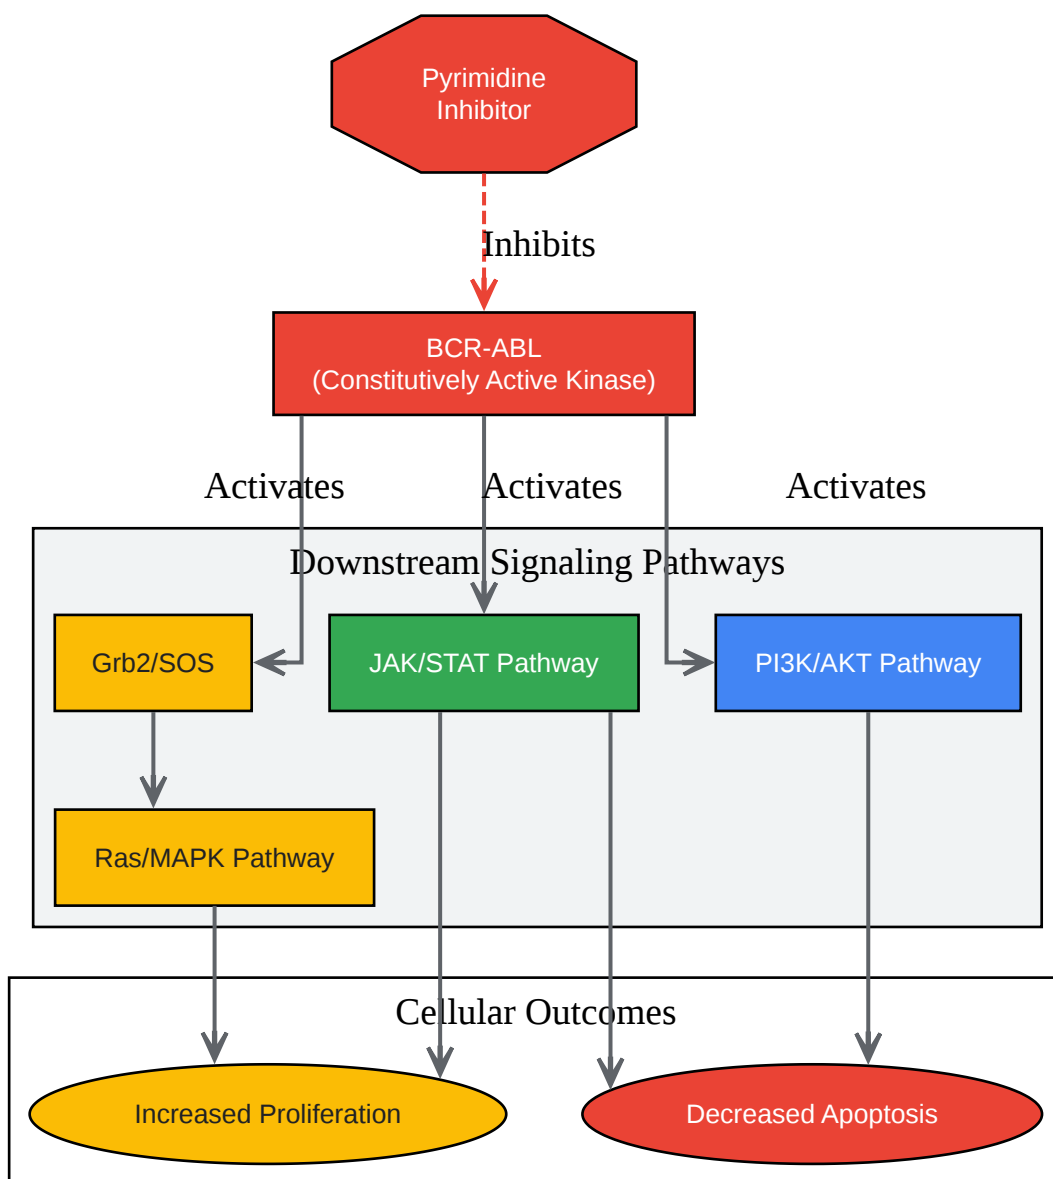 Pyrimidine
Inhibitor
Inhibits
BCR-ABL
(Constitutively Active Kinase)
Activates
Activates
Activates
Downstream Signaling Pathways
Grb2/SOS
JAK/STAT Pathway
PI3K/AKT Pathway
Ras/MAPK Pathway
Cellular Outcomes
Increased Proliferation
Decreased Apoptosis